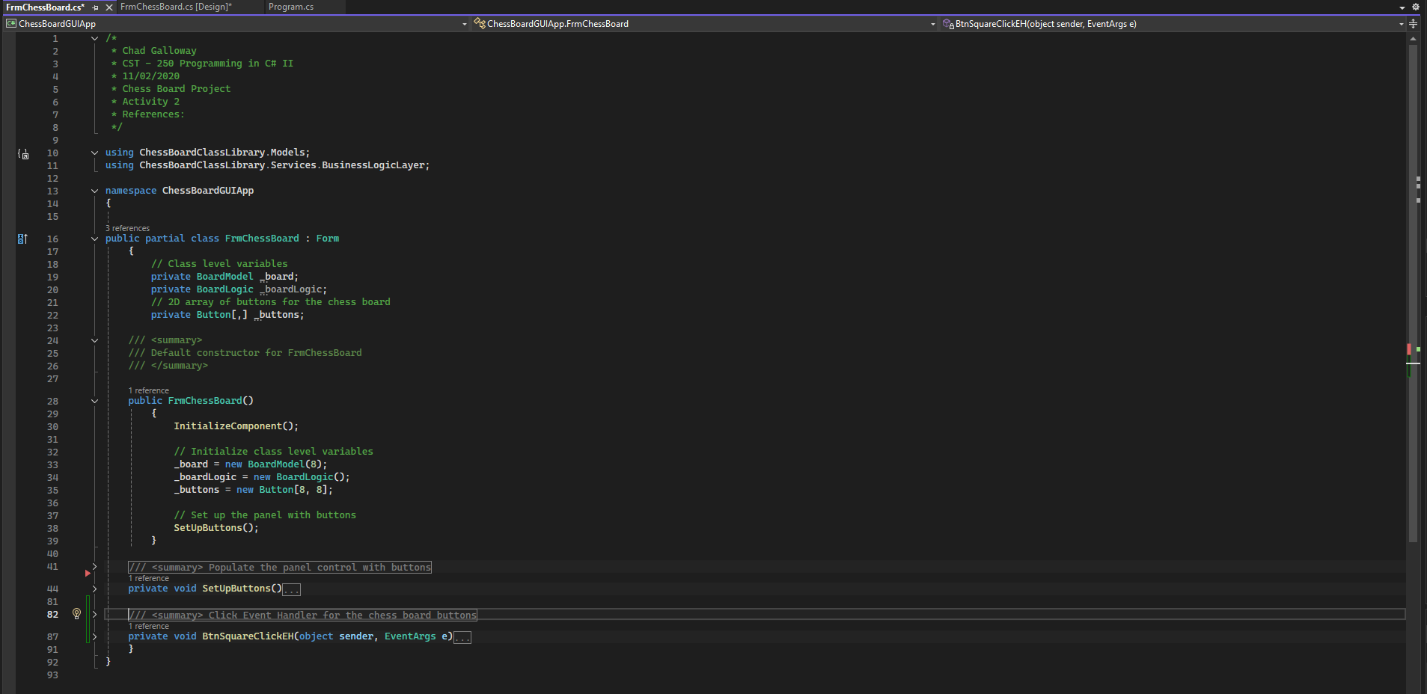 FrmChessBoard.cs* FrmChessBoard.cs [Design]* Program.cs
ChessBoardGUIApp ChessBoardGUIApp.FrmChessBoard BtnSquareClickEH(object sender, EventArgs e)
1 /*
2 * Chad Galloway
3 * CST - 250 Programming in C# II
4 * 11/02/2020
5 * Chess Board Project
6 * Activity 2
7 * References:
8 */
9
10 using ChessBoardClassLibrary.Models;
11 using ChessBoardClassLibrary.Services.BusinessLogicLayer;
12
13 namespace ChessBoardGUIApp
14 {
15
3 references
16 public partial class FrmChessBoard : Form
17 {
18 // Class level variables
19 private BoardModel _board;
20 private BoardLogic _boardLogic;
21 // 2D array of buttons for the chess board
22 private Button[,] _buttons;
23
24 /// <summary>
25 /// Default constructor for FrmChessBoard
26 /// </summary>
27
1 reference
28 public FrmChessBoard()
29 {
30 InitializeComponent();
31
32 // Initialize class level variables
33 _board = new BoardModel(8);
34 _boardLogic = new BoardLogic();
35 _buttons = new Button[8, 8];
36
37 // Set up the panel with buttons
38 SetUpButtons();
39 }
40
41 /// <summary> Populate the panel control with buttons
1 reference
44 private void SetUpButtons()...
81
82 /// <summary> Click Event Handler for the chess board buttons
1 reference
87 private void BtnSquareClickEH(object sender, EventArgs e)...
91 }
92 }
93